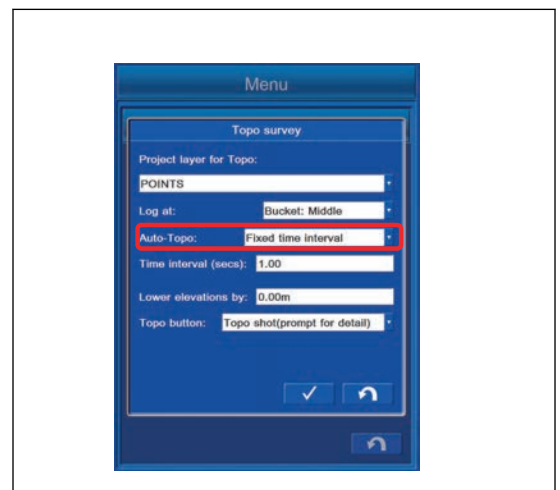 Menu
Topo survey
Project layer for Topo:
POINTS
Log at: Bucket: Middle
Auto-Topo: Fixed time interval
Time interval (secs): 1.00
Lower elevations by: 0.00m
Topo button: Topo shot(prompt for detail)